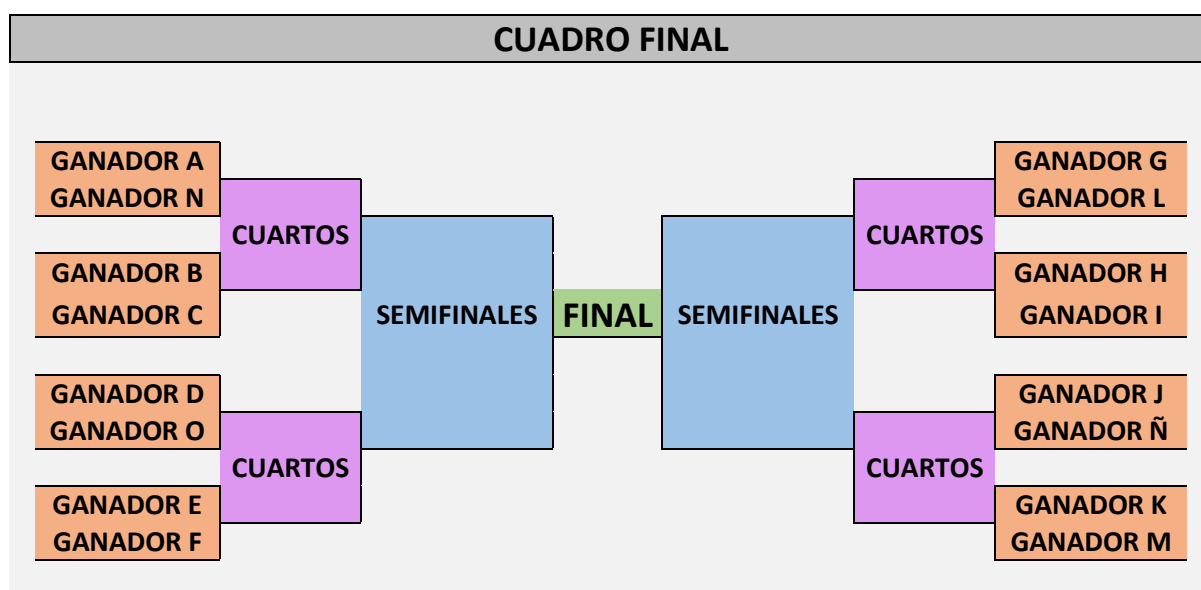 CUADRO FINAL
GANADOR A
GANADOR N
CUARTOS
GANADOR B
GANADOR C
SEMIFINALES
GANADOR D
GANADOR O
CUARTOS
GANADOR E
GANADOR F
FINAL
GANADOR G
GANADOR L
CUARTOS
GANADOR H
GANADOR I
SEMIFINALES
GANADOR J
GANADOR Ñ
CUARTOS
GANADOR K
GANADOR M